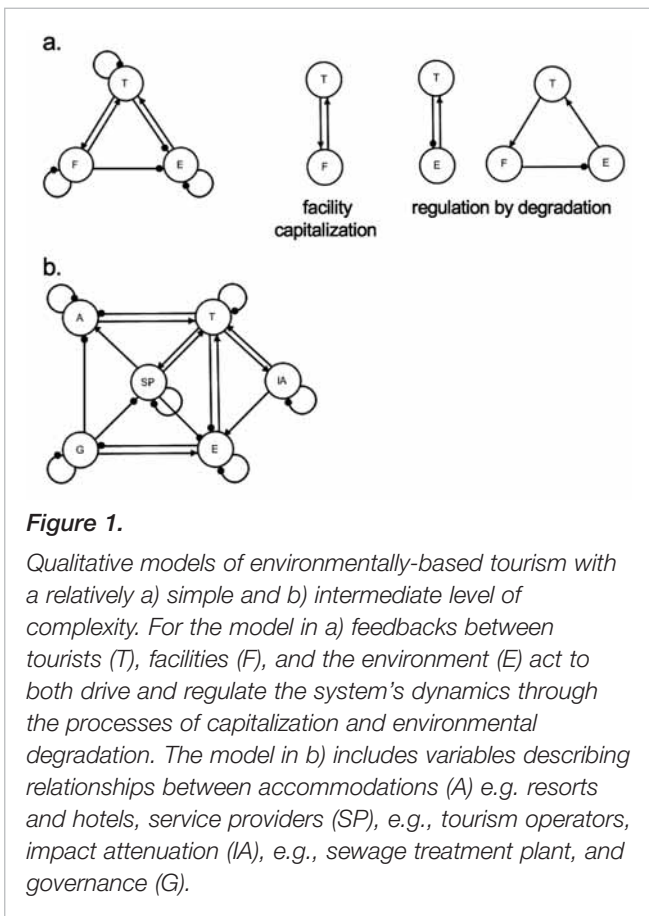 a.
T
F
E
T
F
facility
capitalization
T
E
T
F
E
regulation by degradation
b.
A
T
SP
IA
G
E
Figure 1.
Qualitative models of environmentally-based tourism with
a relatively a) simple and b) intermediate level of
complexity. For the model in a) feedbacks between
tourists (T), facilities (F), and the environment (E) act to
both drive and regulate the system's dynamics through
the processes of capitalization and environmental
degradation. The model in b) includes variables describing
relationships between accommodations (A) e.g. resorts
and hotels, service providers (SP), e.g., tourism operators,
impact attenuation (IA), e.g., sewage treatment plant, and
governance (G).